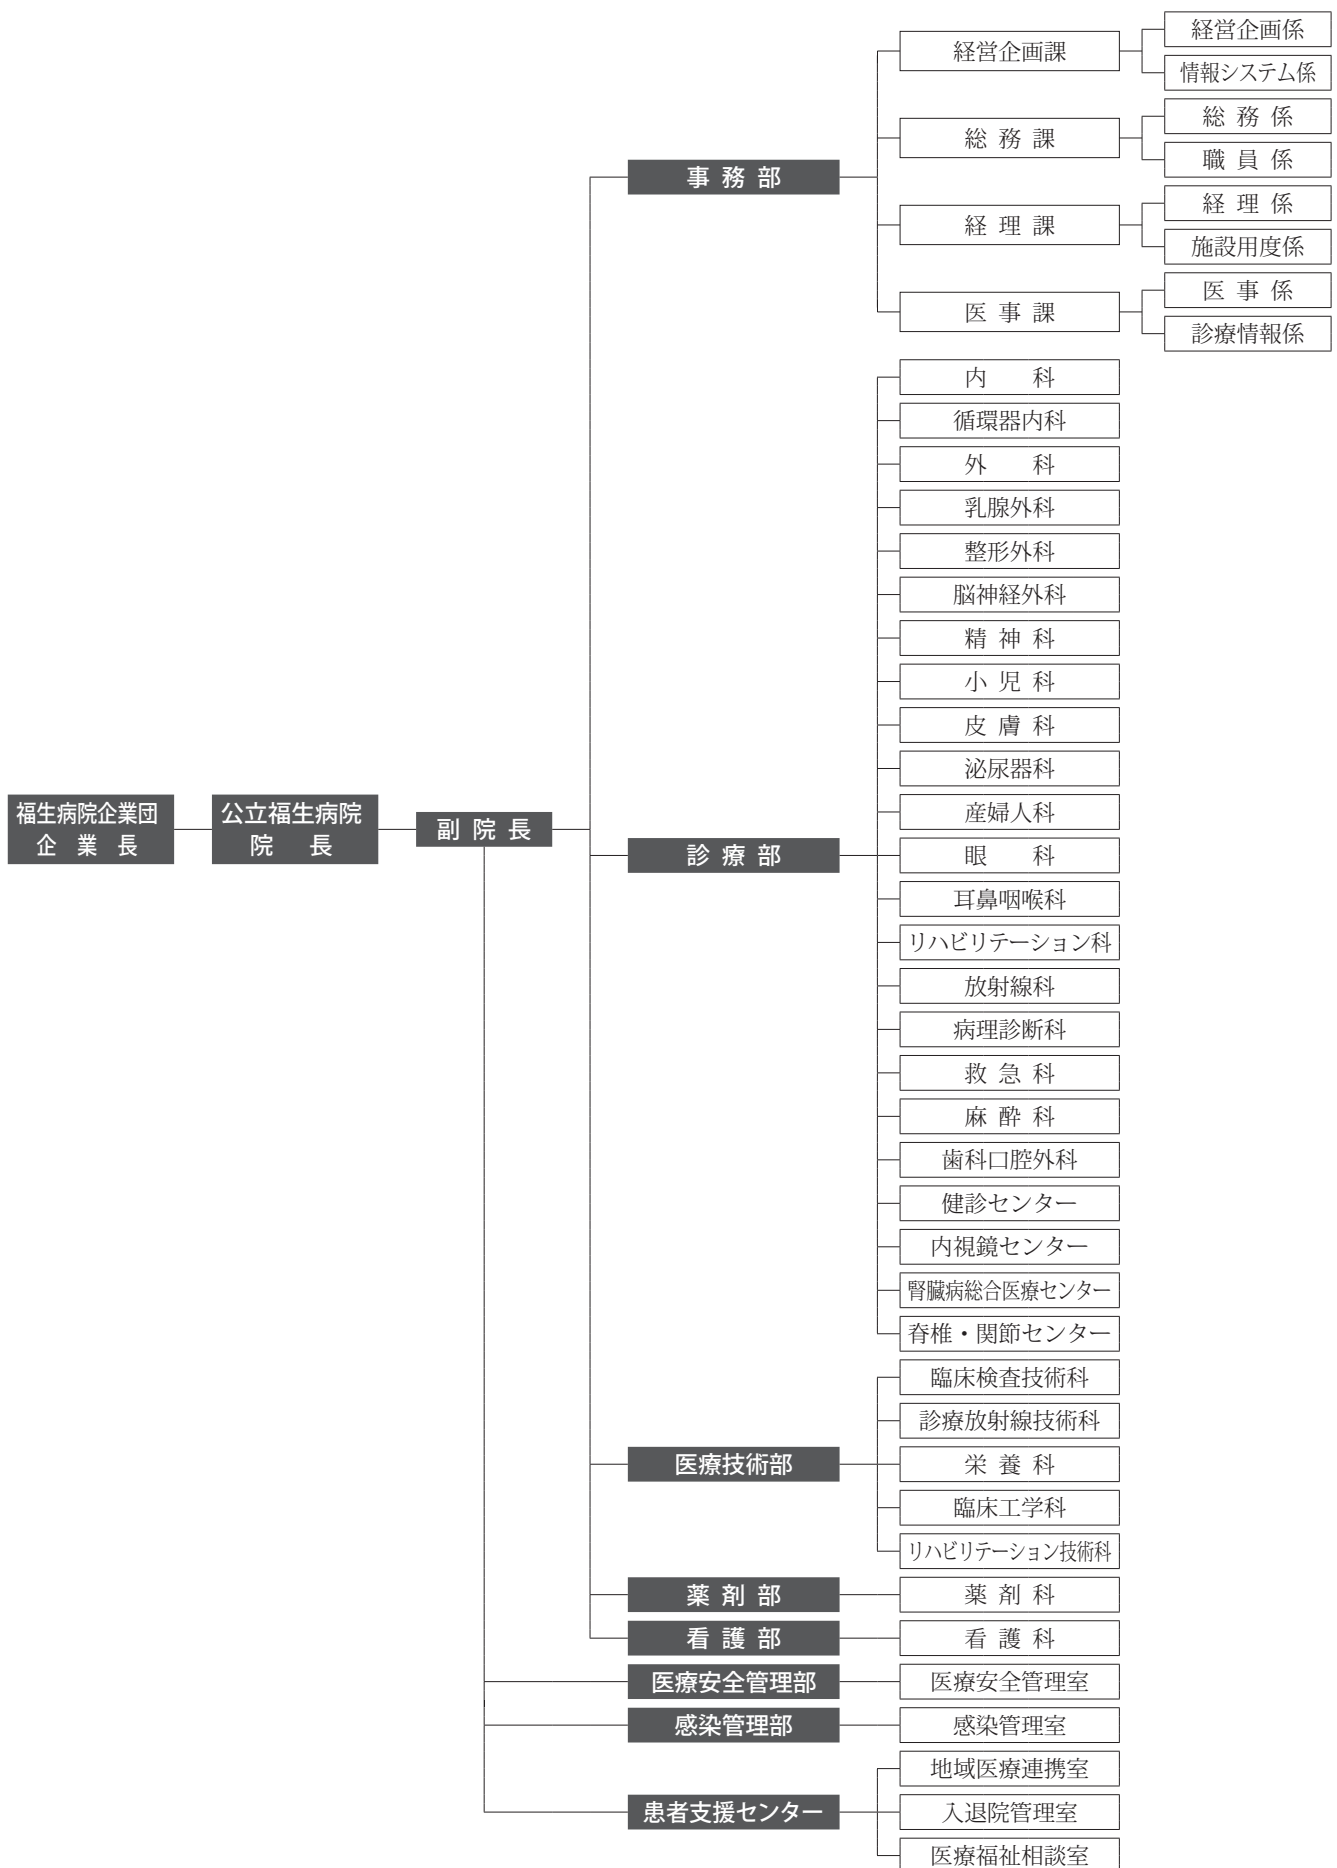 福生病院企業団
企業長
公立福生病院
院長
副院長
事務部
経営企画課
経営企画係
情報システム係
総務課
総務係
職員係
経理課
経理係
施設用度係
医事課
医事係
診療情報係
診療部
内科
循環器内科
外科
乳腺外科
整形外科
脳神経外科
精神科
小児科
皮膚科
泌尿器科
産婦人科
眼科
耳鼻咽喉科
リハビリテーション科
放射線科
病理診断科
救急科
麻酔科
歯科口腔外科
健診センター
内視鏡センター
腎臓病総合医療センター
脊椎・関節センター
医療技術部
臨床検査技術科
診療放射線技術科
栄養科
臨床工学科
リハビリテーション技術科
薬剤部
薬剤科
看護部
看護科
医療安全管理部
医療安全管理室
感染管理部
感染管理室
患者支援センター
地域医療連携室
入退院管理室
医療福祉相談室